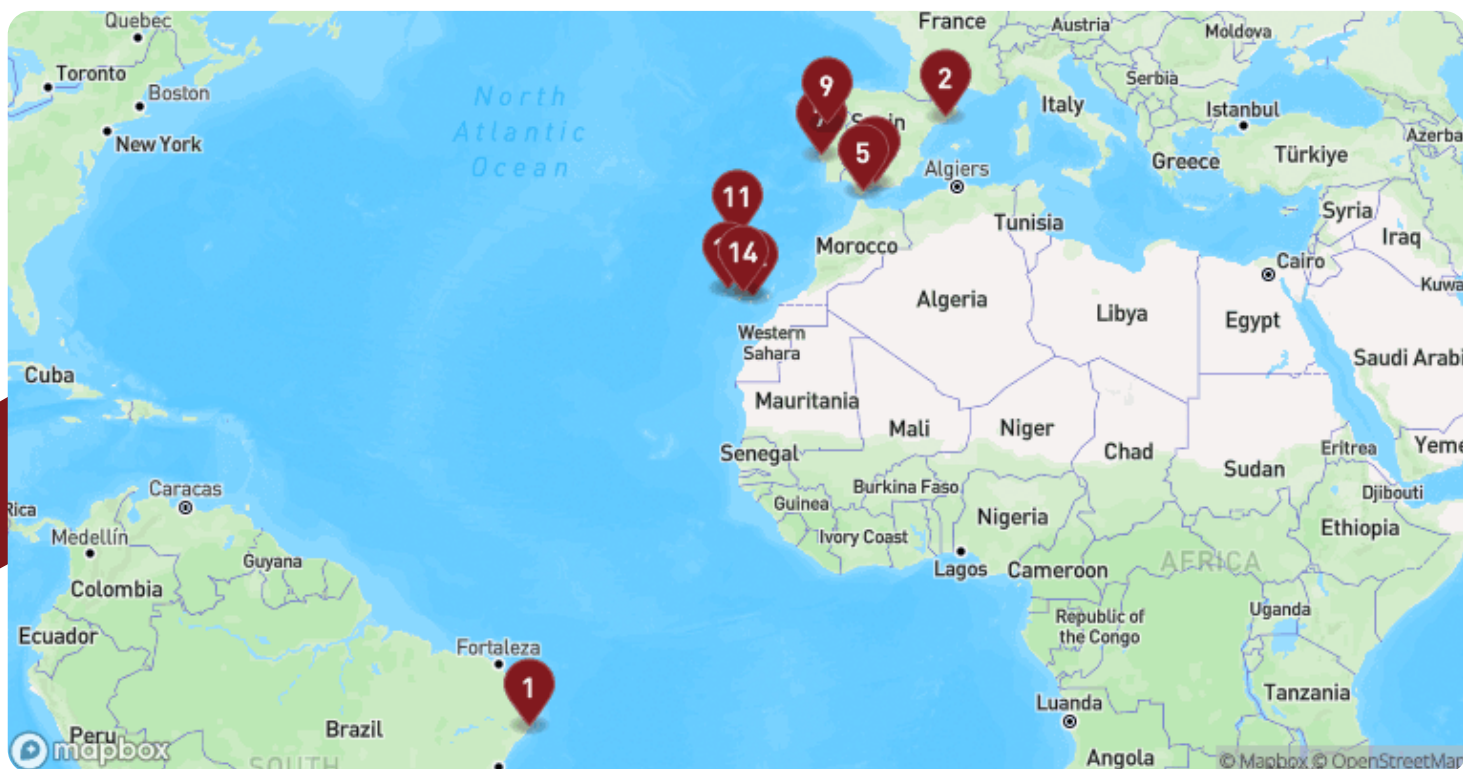 Quebec
France
Austria
Moldova
Toronto
Boston
North
Atlantic
Ocean
9
2
Serbia
Italy
Istanbul
New York
5
Azerba
Türkiye
Greece
Algiers
11
Syria
Tunisia
Iraq
Morocco
14
Cairo
Kuwa
Algeria
Libya
Egypt
Western
Sahara
Saudi Arabi
Cuba
Mauritania
Mali
Niger
Chad
Senegal
Sudan
Eritrea
Yeme
Caracas
Burkina Faso
Djibouti
Rica
Guinea
Nigeria
Ethiopia
Medellín
Ivory Coast
Guyana
AFRICA
Colombia
Lagos
Cameroon
Uganda
Republic of
the Congo
Ecuador
Fortaleza
1
Tanzania
Luanda
Brazil
Peru
mapbox
SOUTH
Angola
© Mapbox © OpenStreetMap